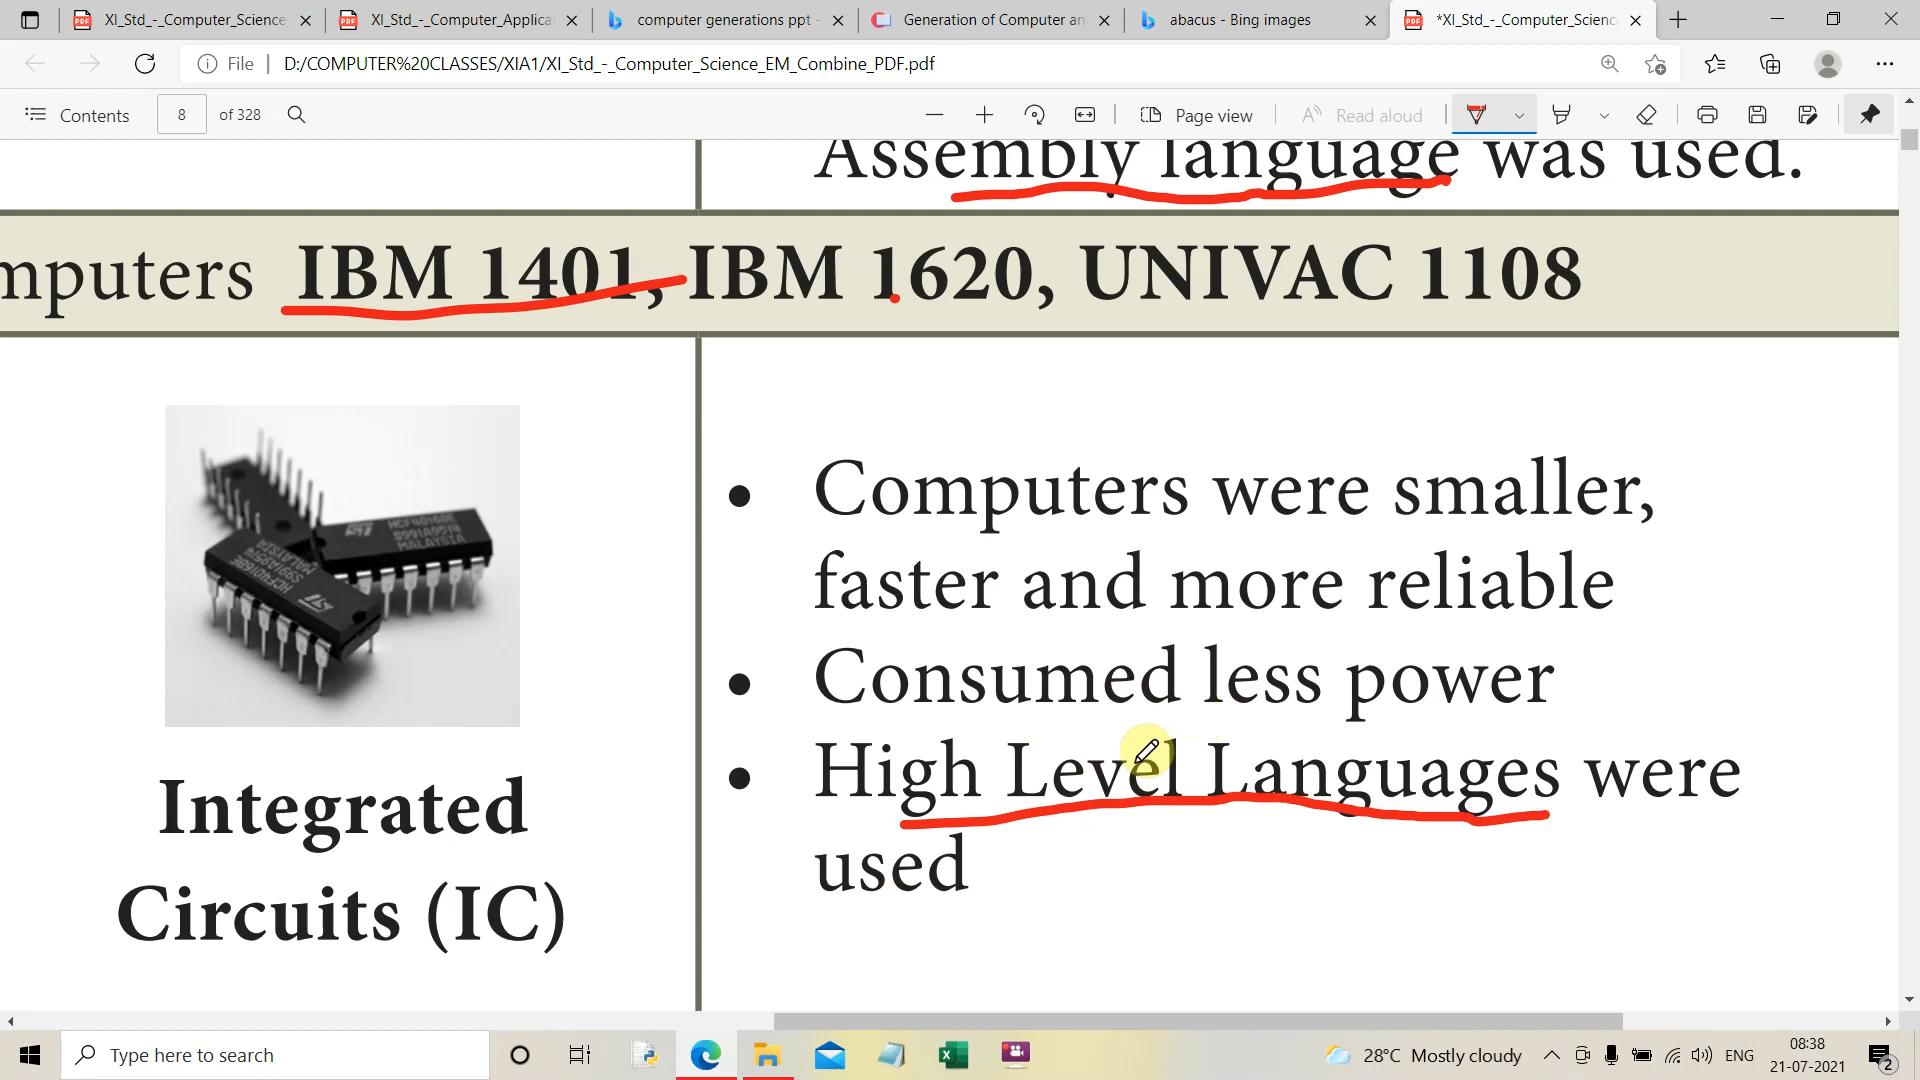 XI_Std_-_Computer_Science
XI_Std_-_Computer_Applica
computer generations ppt -
Generation of Computer an
abacus - Bing images
*XI_Std_-_Computer_Scienc
File
D:/COMPUTER%20CLASSES/XIA1/XI_Std_-_Computer_Science_EM_Combine_PDF.pdf
Contents
8
of 328
Page view
Read aloud
Assembly language was used.
mputers IBM 1401, IBM 1620, UNIVAC 1108
• Computers were smaller,
faster and more reliable
• Consumed less power
• High Level Languages were
used
Integrated
Circuits (IC)
Type here to search
28°C Mostly cloudy
ENG
08:38
21-07-2021
2